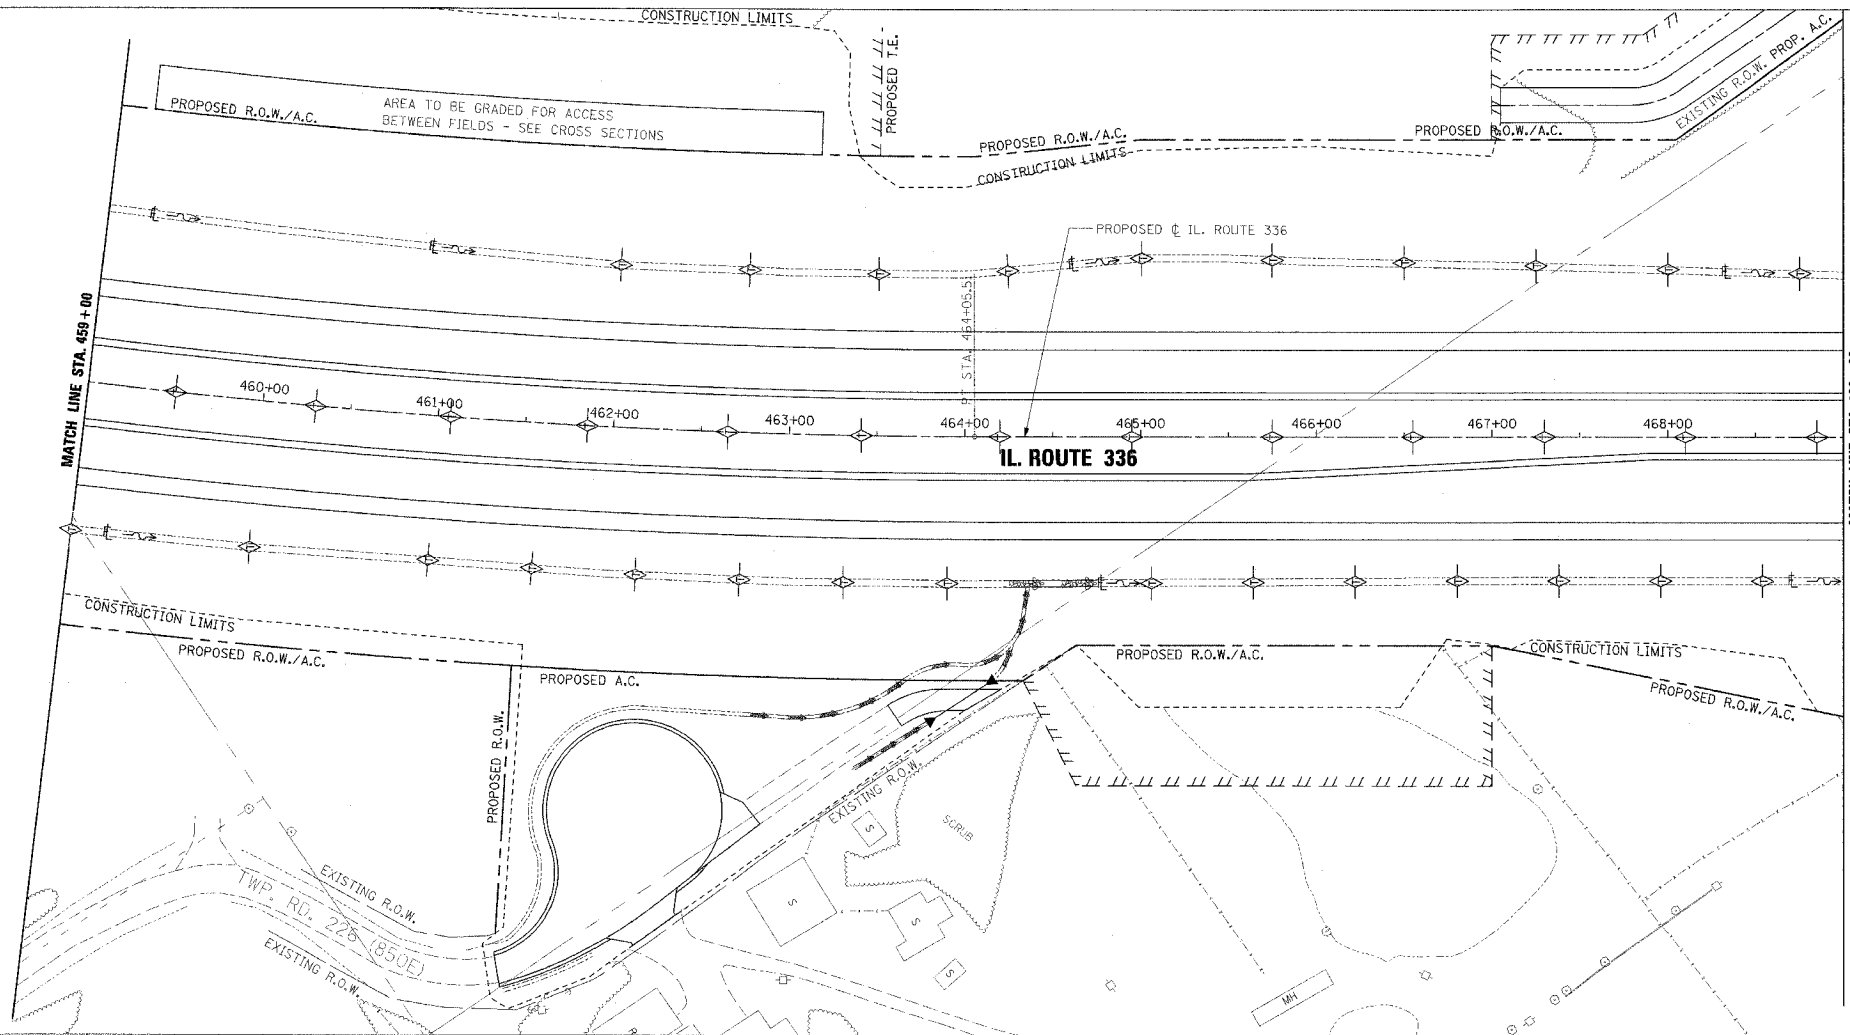 CONSTRUCTION LIMITS
PROPOSED T.E.
EXISTING R.O.W. PROP. A.C.
PROPOSED R.O.W./A.C.
AREA TO BE GRADED FOR ACCESS
BETWEEN FIELDS - SEE CROSS SECTIONS
PROPOSED R.O.W./A.C.
PROPOSED R.O.W./A.C.
CONSTRUCTION LIMITS
PROPOSED ℄ IL. ROUTE 336
MATCH LINE STA. 459+00
STA. 464+05.5
460+00
461+00
462+00
463+00
464+00
465+00
466+00
467+00
468+00
IL. ROUTE 336
CONSTRUCTION LIMITS
PROPOSED R.O.W./A.C.
PROPOSED A.C.
PROPOSED R.O.W./A.C.
CONSTRUCTION LIMITS
PROPOSED R.O.W./A.C.
PROPOSED R.O.W.
EXISTING R.O.W.
SCRUB
S
S
S
S
EXISTING R.O.W.
TWP. RD. 226 (850E)
EXISTING R.O.W.
MH
R